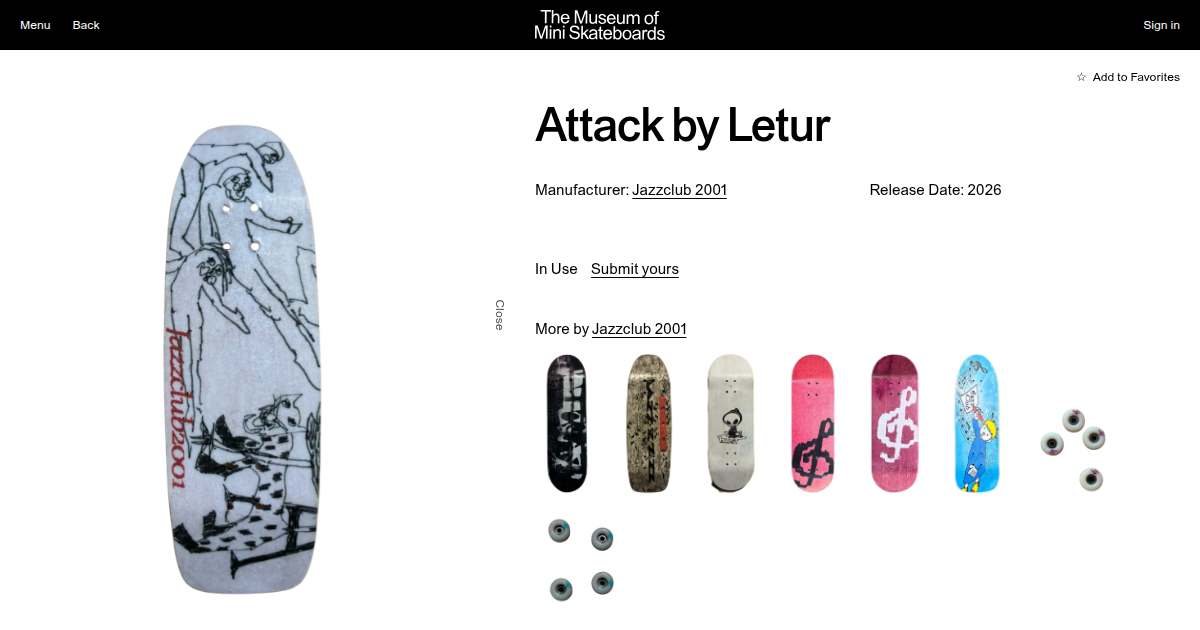 Menu
Back
The Museum of
Mini Skateboards
Sign in
☆ Add to Favorites
Attack by Letur
Manufacturer: Jazzclub 2001
Release Date: 2026
In Use
Submit yours
Close
More by Jazzclub 2001
Jazzclub2001